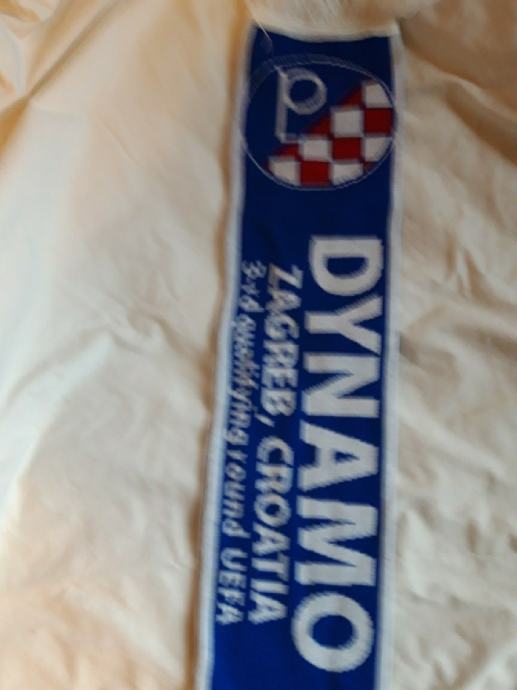 DYNAMO
ZAGREB, CROATIA
3-rd qualifying round UEFA